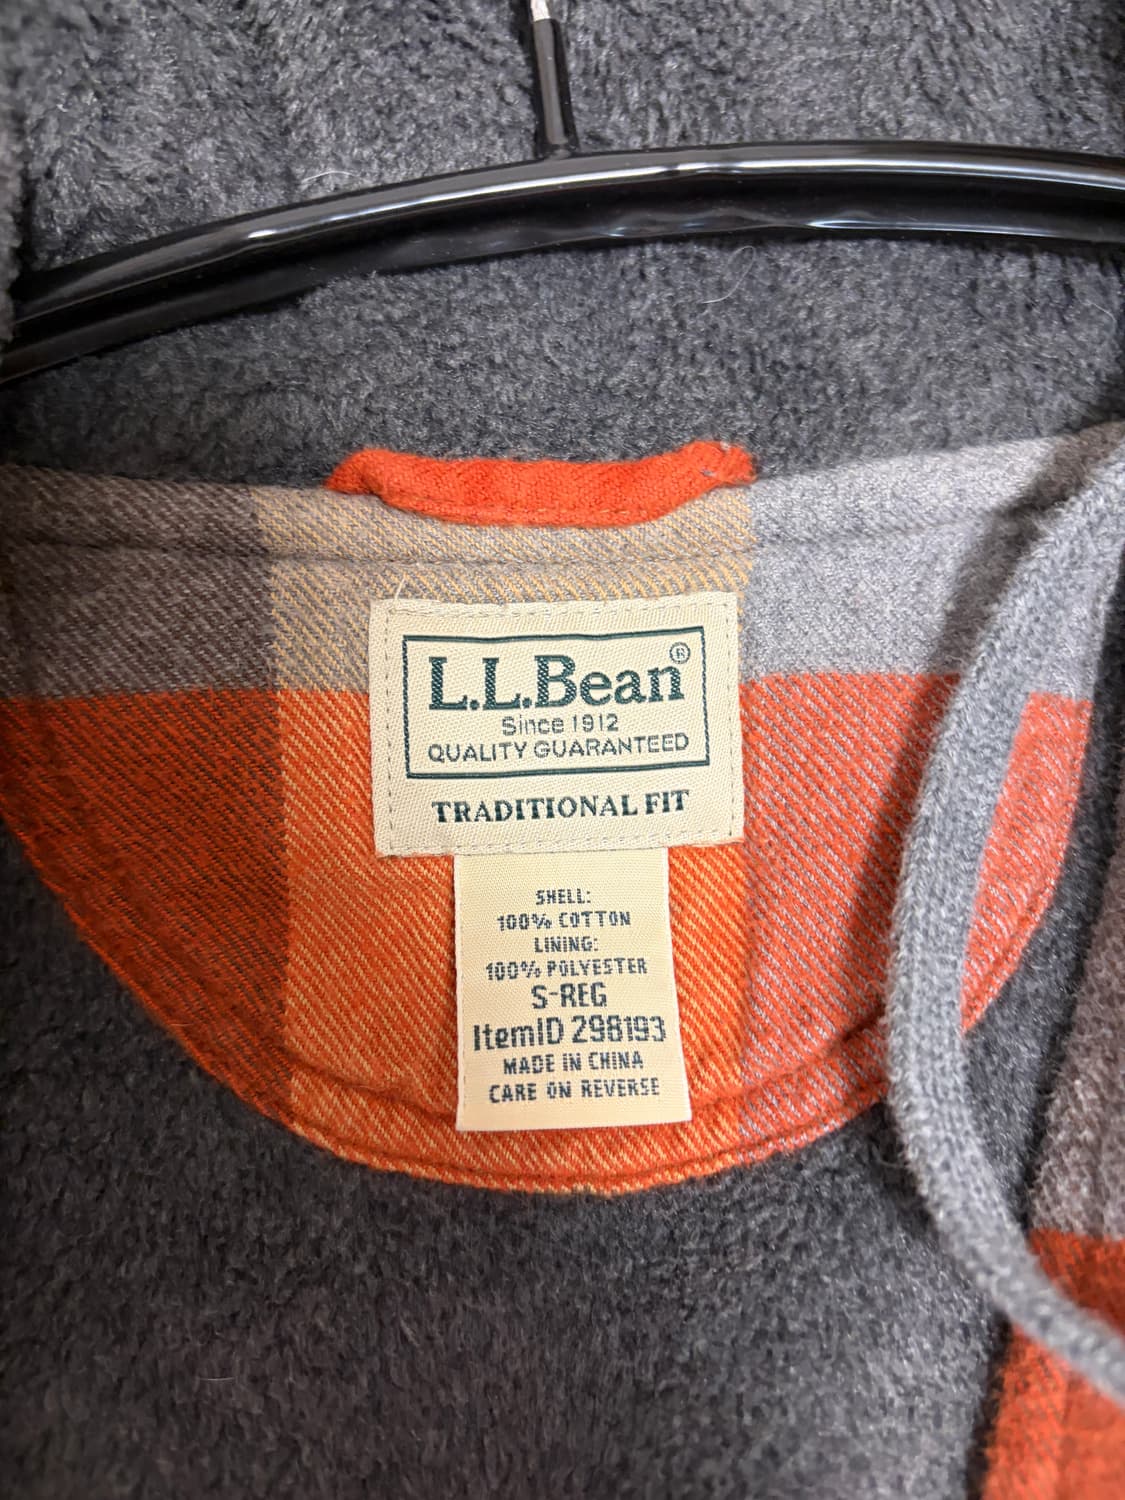 L.L.Bean®
Since 1912
QUALITY GUARANTEED
TRADITIONAL FIT
SHELL:
100% COTTON
LINING:
100% POLYESTER
S-REG
ItemID 298193
MADE IN CHINA
CARE ON REVERSE